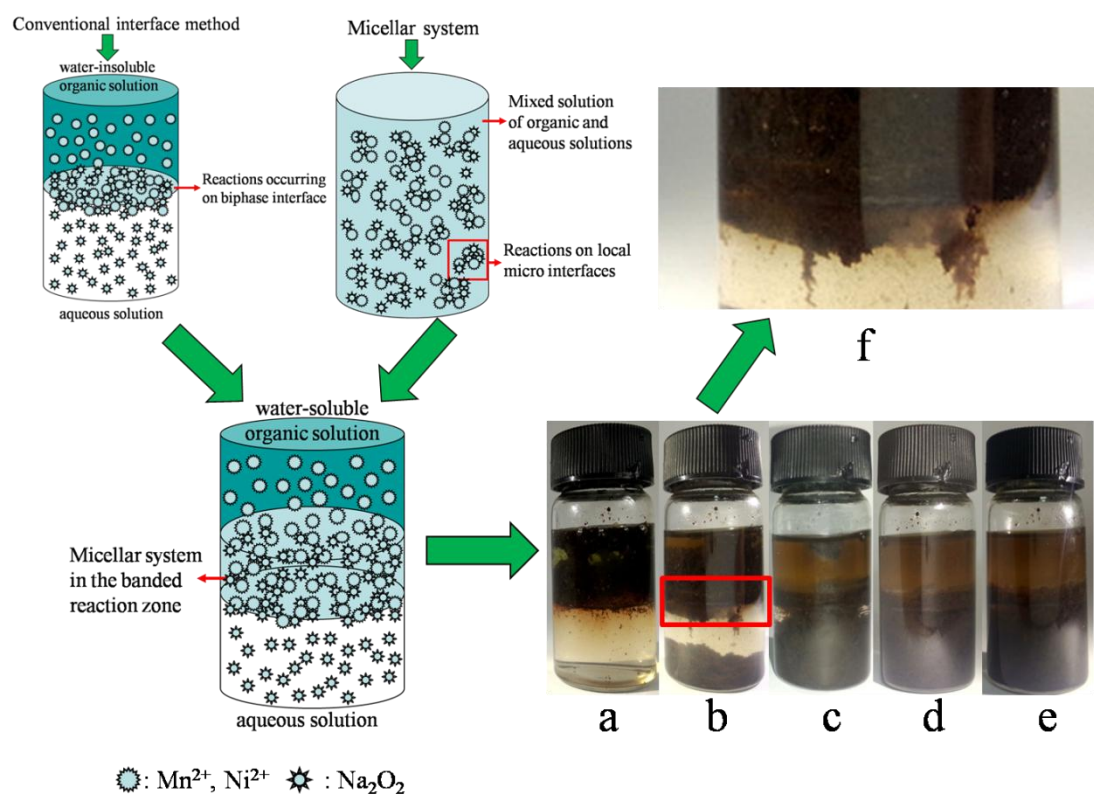 Conventional interface method
water-insoluble
organic solution
Reactions occurring
on biphase interface
aqueous solution
Micellar system
Mixed solution
of organic and
aqueous solutions
Reactions on local
micro interfaces
f
water-soluble
organic solution
Micellar system
in the banded
reaction zone
aqueous solution
a b c d e
: Mn²⁺, Ni²⁺ : Na₂O₂